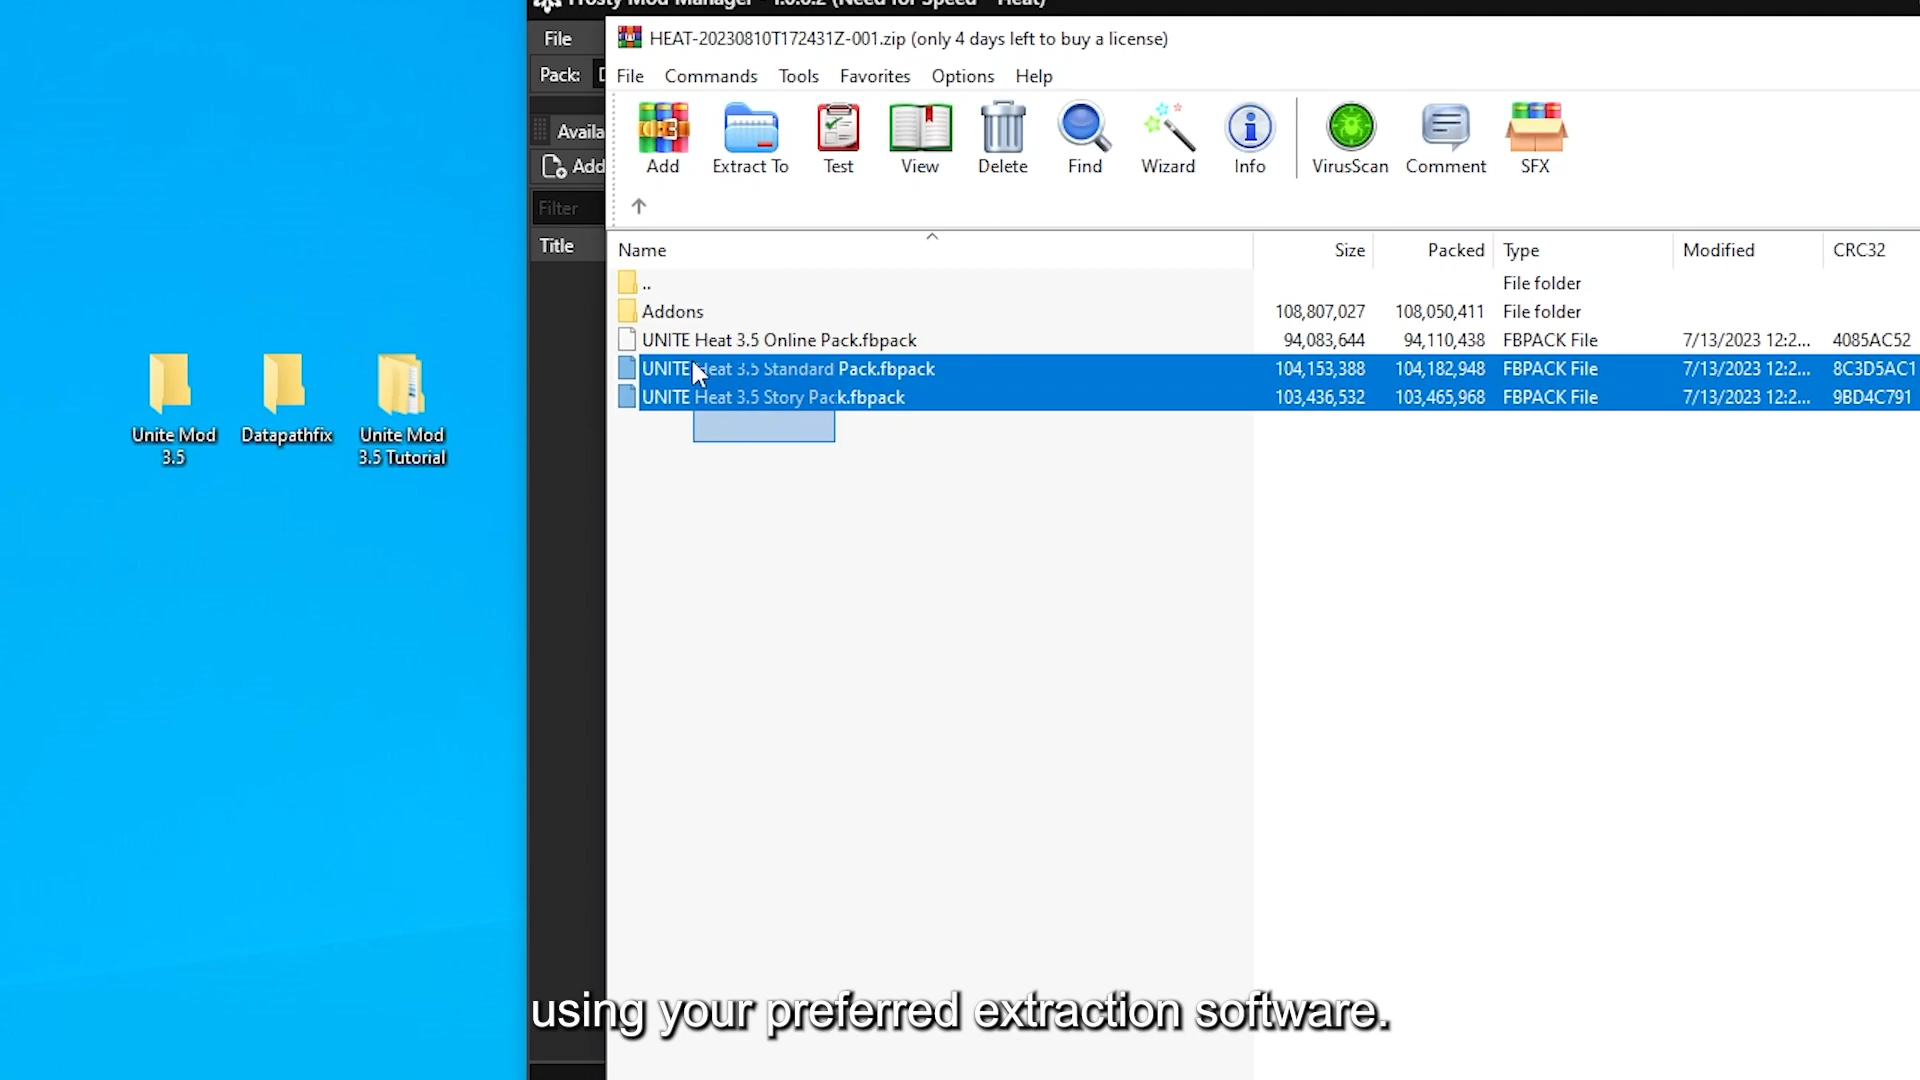 Frosty Mod Manager - 1.0.6.2 (Need for Speed™ Heat)
File
Pack: D
Availa
Add
Filter
Title
HEAT-20230810T172431Z-001.zip (only 4 days left to buy a license)
File Commands Tools Favorites Options Help
Add Extract To Test View Delete Find Wizard Info VirusScan Comment SFX
Name Size Packed Type Modified CRC32
.. File folder
Addons 108,807,027 108,050,411 File folder
UNITE Heat 3.5 Online Pack.fbpack 94,083,644 94,110,438 FBPACK File 7/13/2023 12:2... 4085AC52
UNITE Heat 3.5 Standard Pack.fbpack 104,153,388 104,182,948 FBPACK File 7/13/2023 12:2... 8C3D5AC1
UNITE Heat 3.5 Story Pack.fbpack 103,436,532 103,465,968 FBPACK File 7/13/2023 12:2... 9BD4C791
Unite Mod
3.5
Datapathfix
Unite Mod
3.5 Tutorial
using your preferred extraction software.